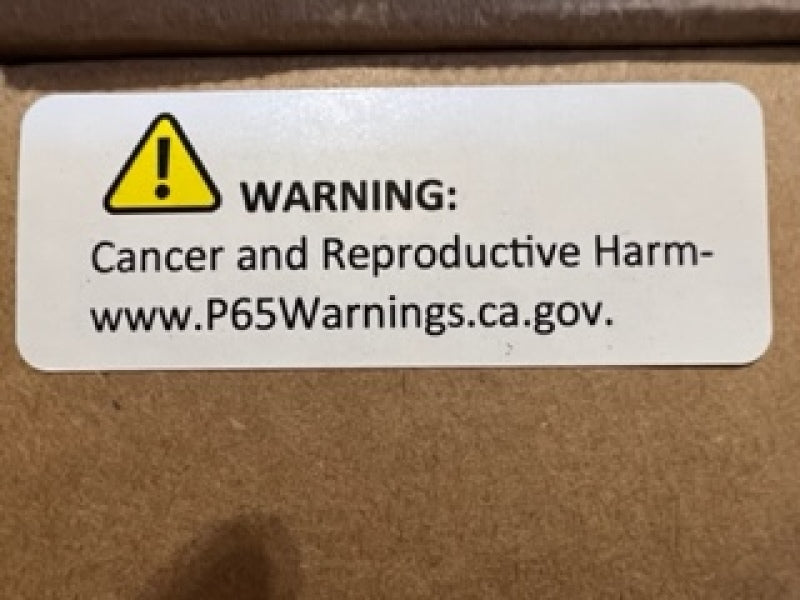 WARNING:
Cancer and Reproductive Harm-
www.P65Warnings.ca.gov.